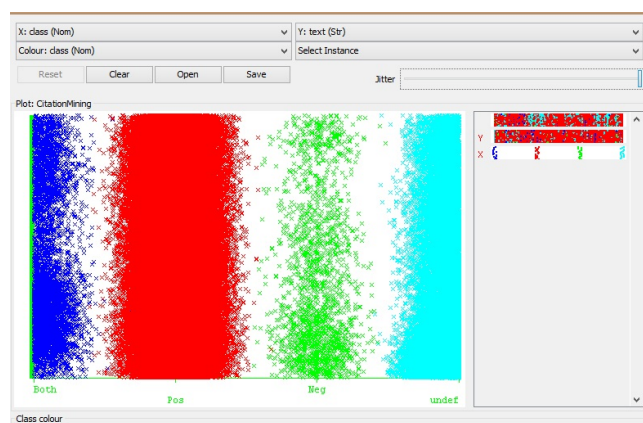 X: class (Nom) Y: text (Str)
Colour: class (Nom) Select Instance
Reset Clear Open Save Jitter
Plot: CitationMining
Y
X
Both Neg
Pos undef
Class colour